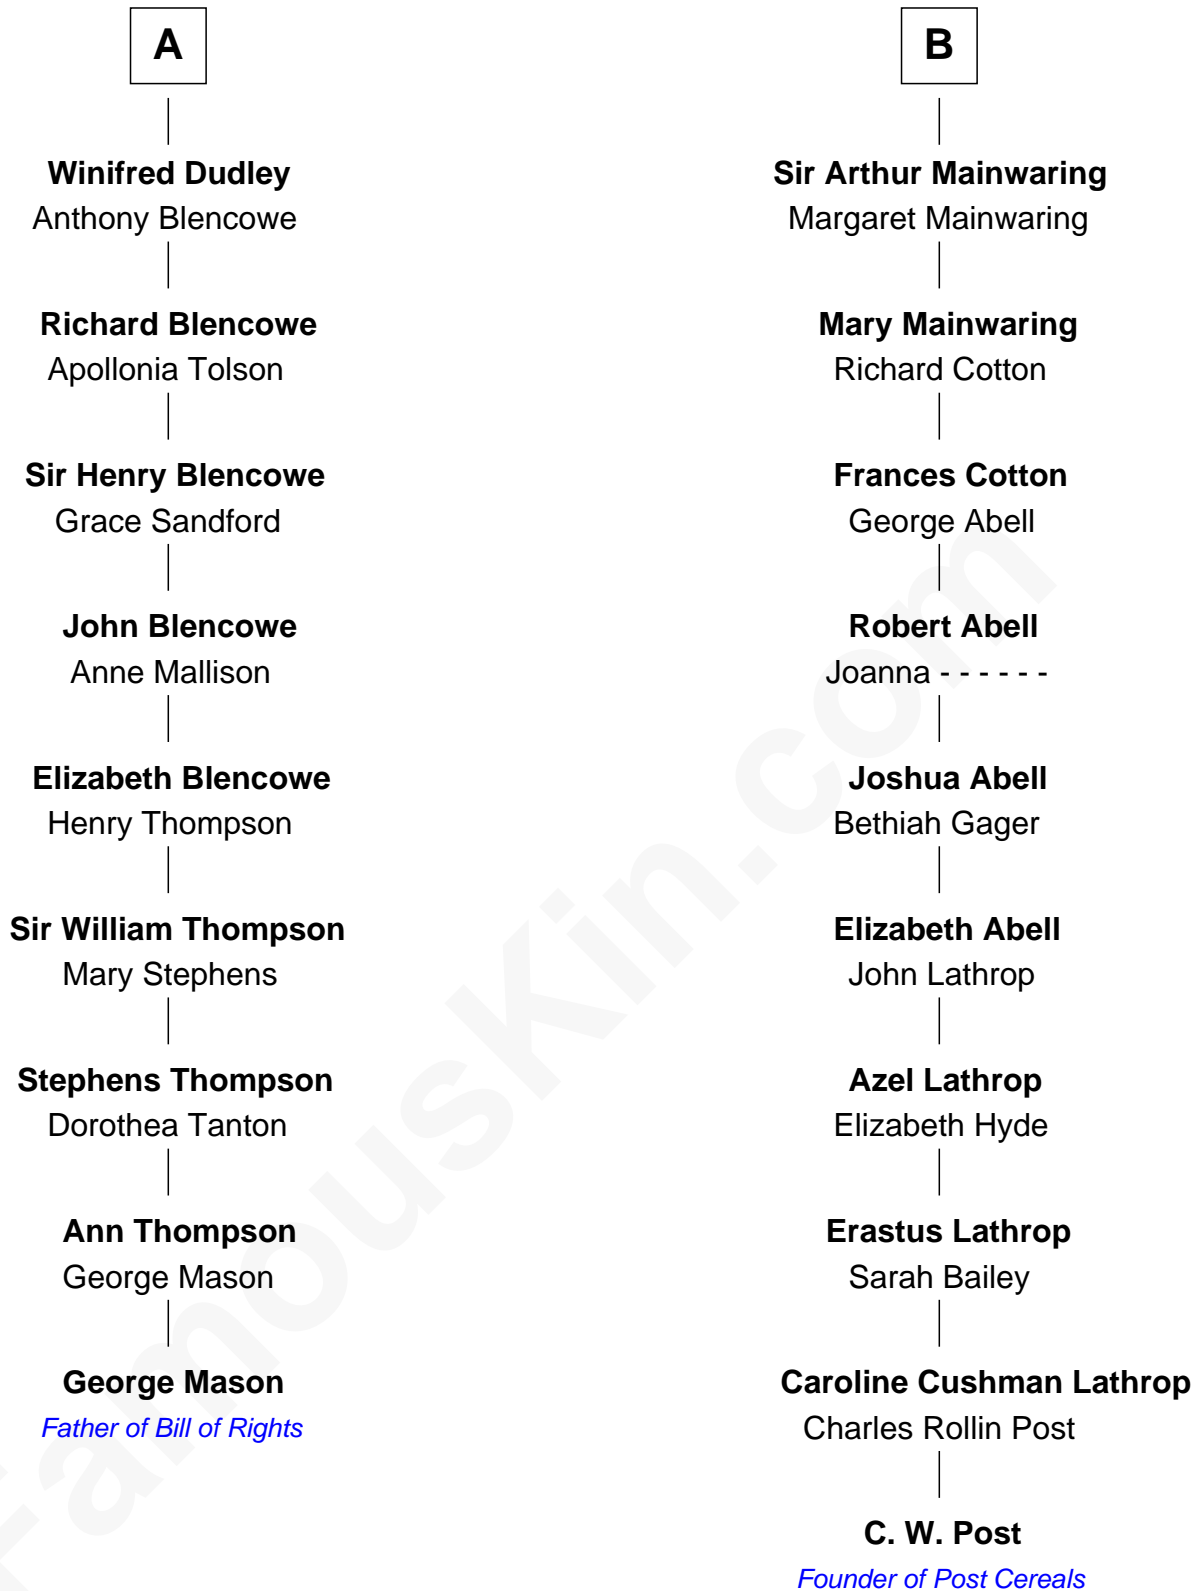 A
Winifred Dudley
Anthony Blencowe
Richard Blencowe
Apollonia Tolson
Sir Henry Blencowe
Grace Sandford
John Blencowe
Anne Mallison
Elizabeth Blencowe
Henry Thompson
Sir William Thompson
Mary Stephens
Stephens Thompson
Dorothea Tanton
Ann Thompson
George Mason
George Mason
Father of Bill of Rights
B
Sir Arthur Mainwaring
Margaret Mainwaring
Mary Mainwaring
Richard Cotton
Frances Cotton
George Abell
Robert Abell
Joanna - - - - - -
Joshua Abell
Bethiah Gager
Elizabeth Abell
John Lathrop
Azel Lathrop
Elizabeth Hyde
Erastus Lathrop
Sarah Bailey
Caroline Cushman Lathrop
Charles Rollin Post
C. W. Post
Founder of Post Cereals
FamousKin.com